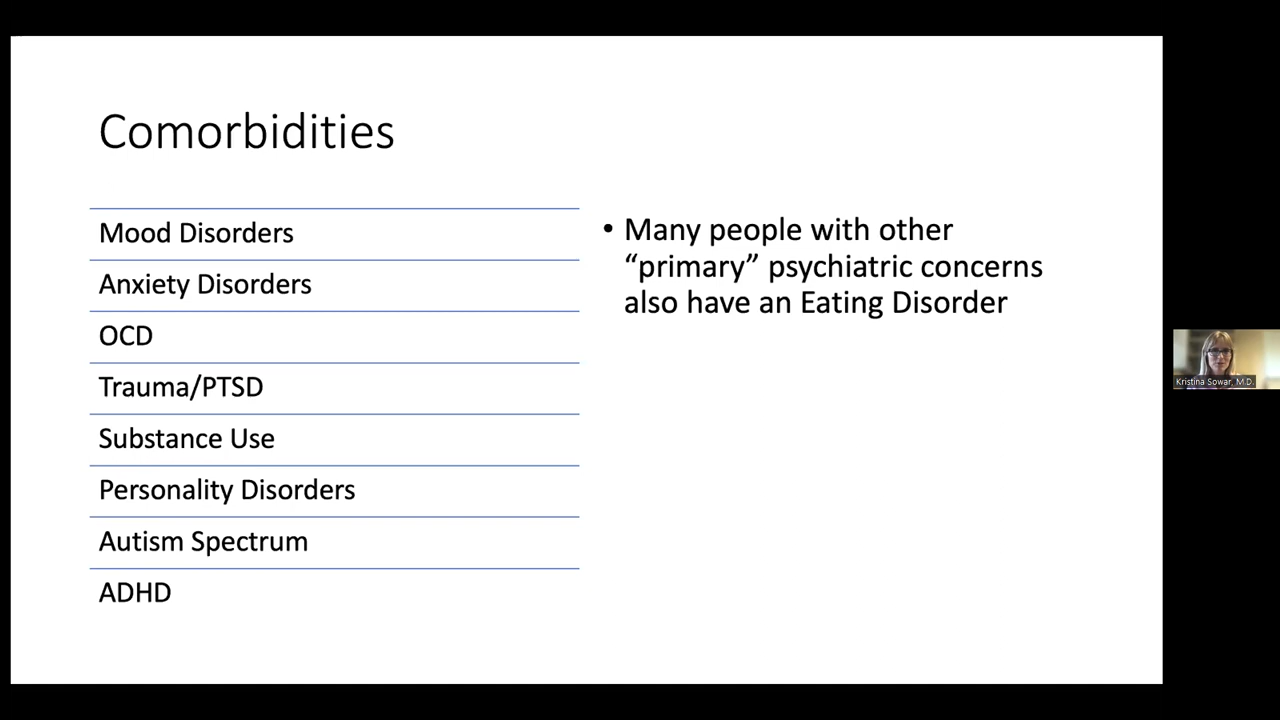 Comorbidities
Mood Disorders
Anxiety Disorders
OCD
Trauma/PTSD
Substance Use
Personality Disorders
Autism Spectrum
ADHD
• Many people with other
“primary” psychiatric concerns
also have an Eating Disorder
Kristina Sowar, M.D.